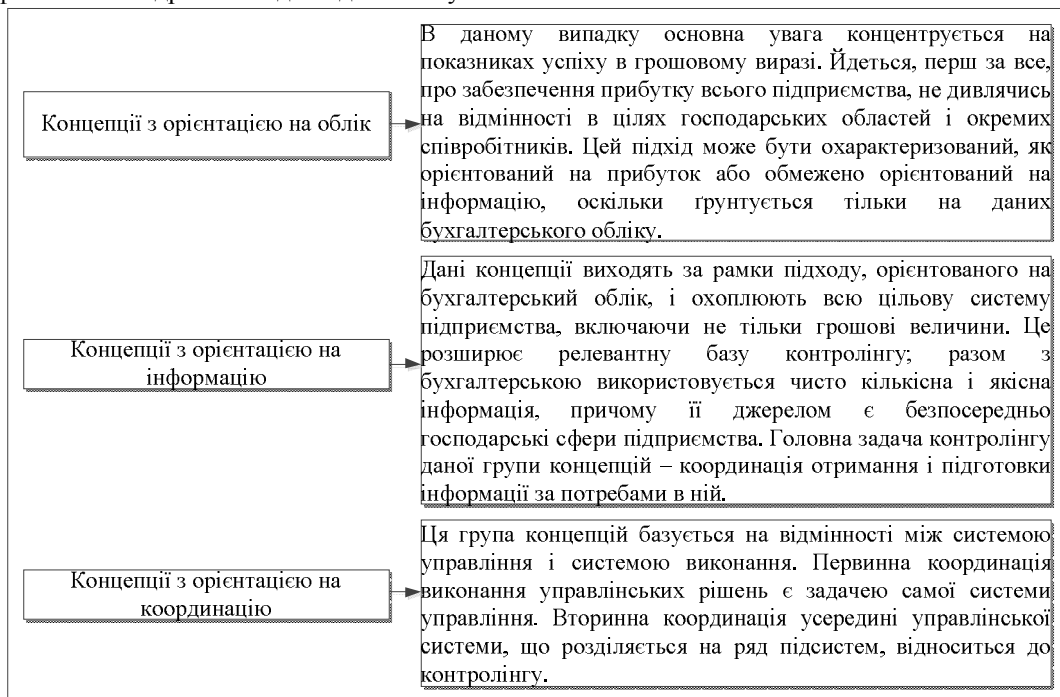 Концепції з орієнтацією на облік
В даному випадку основна увага концентрується на
показниках успіху в грошовому виразі. Йдеться, перш за все,
про забезпечення прибутку всього підприємства, не дивлячись
на відмінності в цілях господарських областей і окремих
співробітників. Цей підхід може бути охарактеризований, як
орієнтований на прибуток або обмежено орієнтований на
інформацію, оскільки ґрунтується тільки на даних
бухгалтерського обліку.
Концепції з орієнтацією на
інформацію
Дані концепції виходять за рамки підходу, орієнтованого на
бухгалтерський облік, і охоплюють всю цільову систему
підприємства, включаючи не тільки грошові величини. Це
розширює релевантну базу контролінгу; разом з
бухгалтерською використовується чисто кількісна і якісна
інформація, причому її джерелом є безпосередньо
господарські сфери підприємства. Головна задача контролінгу
даної групи концепцій – координація отримання і підготовки
інформації за потребами в ній.
Концепції з орієнтацією на
координацію
Ця група концепцій базується на відмінності між системою
управління і системою виконання. Первинна координація
виконання управлінських рішень є задачею самої системи
управління. Вторинна координація усередині управлінської
системи, що розділяється на ряд підсистем, відноситься до
контролінгу.